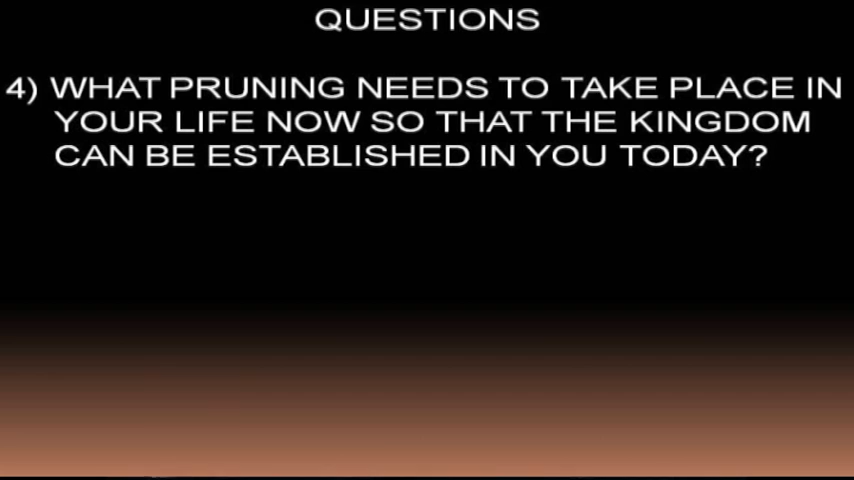 QUESTIONS
4) WHAT PRUNING NEEDS TO TAKE PLACE IN
YOUR LIFE NOW SO THAT THE KINGDOM
CAN BE ESTABLISHED IN YOU TODAY?